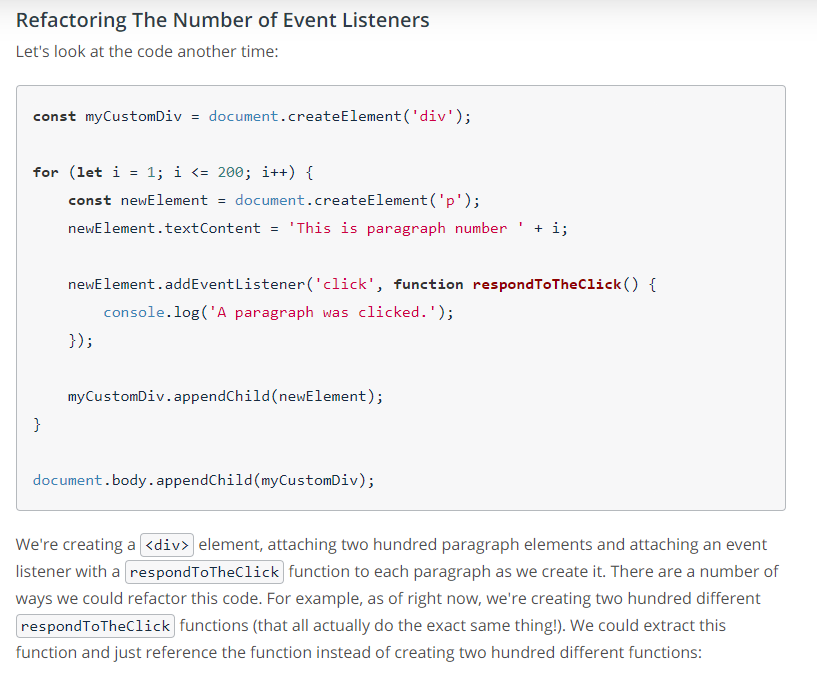 Refactoring The Number of Event Listeners
Let's look at the code another time:
const myCustomDiv = document.createElement('div');
for (let i = 1; i <= 200; i++) {
    const newElement = document.createElement('p');
    newElement.textContent = 'This is paragraph number ' + i;
    newElement.addEventListener('click', function respondToTheClick() {
        console.log('A paragraph was clicked.');
    });
    myCustomDiv.appendChild(newElement);
}
document.body.appendChild(myCustomDiv);
We're creating a <div> element, attaching two hundred paragraph elements and attaching an event
listener with a respondToTheClick function to each paragraph as we create it. There are a number of
ways we could refactor this code. For example, as of right now, we're creating two hundred different
respondToTheClick functions (that all actually do the exact same thing!). We could extract this
function and just reference the function instead of creating two hundred different functions: